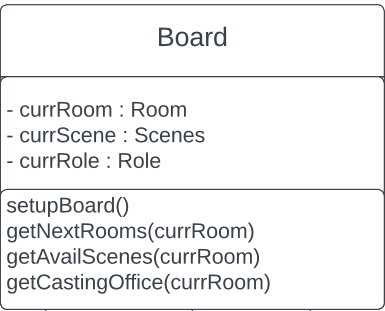 Board
- currRoom : Room
- currScene : Scenes
- currRole : Role
setupBoard()
getNextRooms(currRoom)
getAvailScenes(currRoom)
getCastingOffice(currRoom)